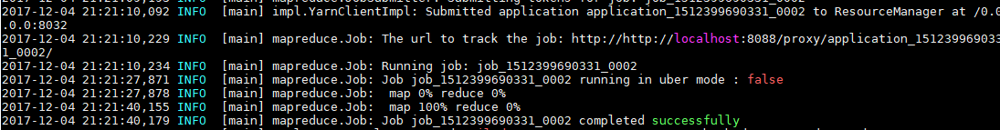 2017-12-04 21:21:10,092 INFO  [main] impl.YarnClientImpl: Submitted application application_1512399690331_0002 to ResourceManager at /0.0
.0.0:8032
2017-12-04 21:21:10,229 INFO  [main] mapreduce.Job: The url to track the job: http://http://localhost:8088/proxy/application_151239969033
1_0002/
2017-12-04 21:21:10,234 INFO  [main] mapreduce.Job: Running job: job_1512399690331_0002
2017-12-04 21:21:27,871 INFO  [main] mapreduce.Job: Job job_1512399690331_0002 running in uber mode : false
2017-12-04 21:21:27,878 INFO  [main] mapreduce.Job:  map 0% reduce 0%
2017-12-04 21:21:40,155 INFO  [main] mapreduce.Job:  map 100% reduce 0%
2017-12-04 21:21:40,179 INFO  [main] mapreduce.Job: Job job_1512399690331_0002 completed successfully